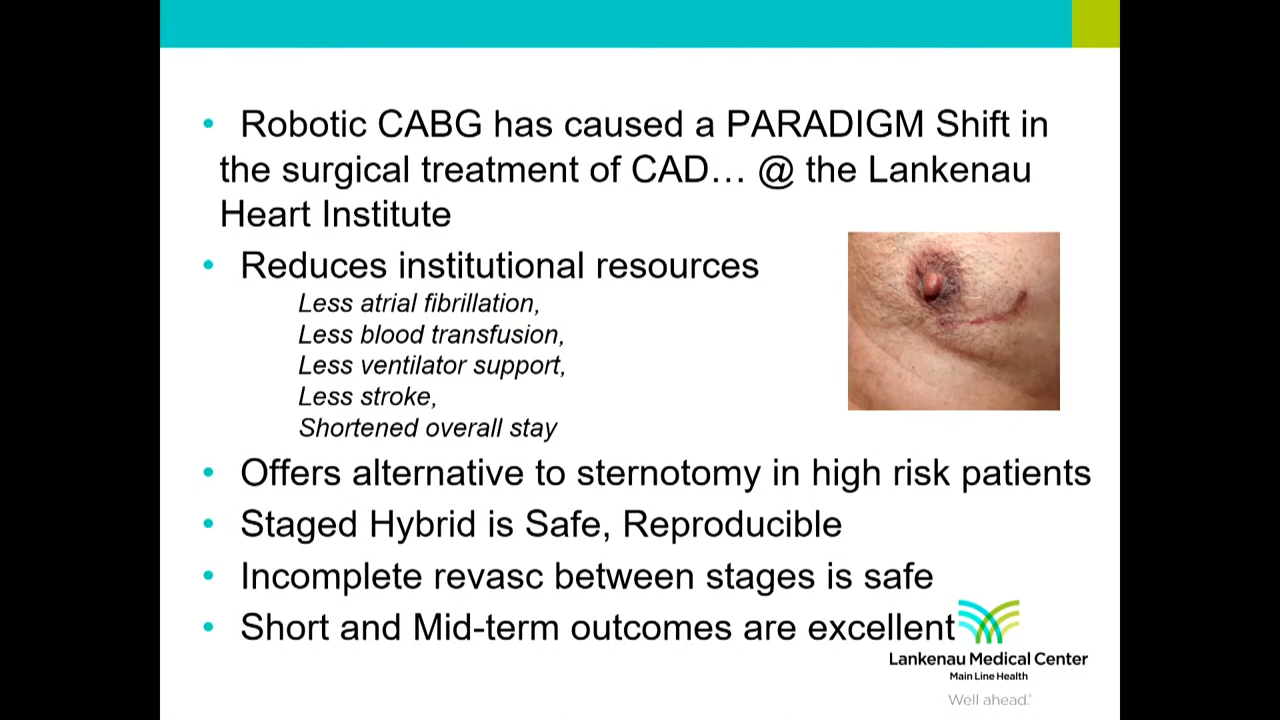 • Robotic CABG has caused a PARADIGM Shift in
the surgical treatment of CAD… @ the Lankenau
Heart Institute
• Reduces institutional resources
Less atrial fibrillation,
Less blood transfusion,
Less ventilator support,
Less stroke,
Shortened overall stay
• Offers alternative to sternotomy in high risk patients
• Staged Hybrid is Safe, Reproducible
• Incomplete revasc between stages is safe
• Short and Mid-term outcomes are excellent
Lankenau Medical Center
Main Line Health
Well ahead.®